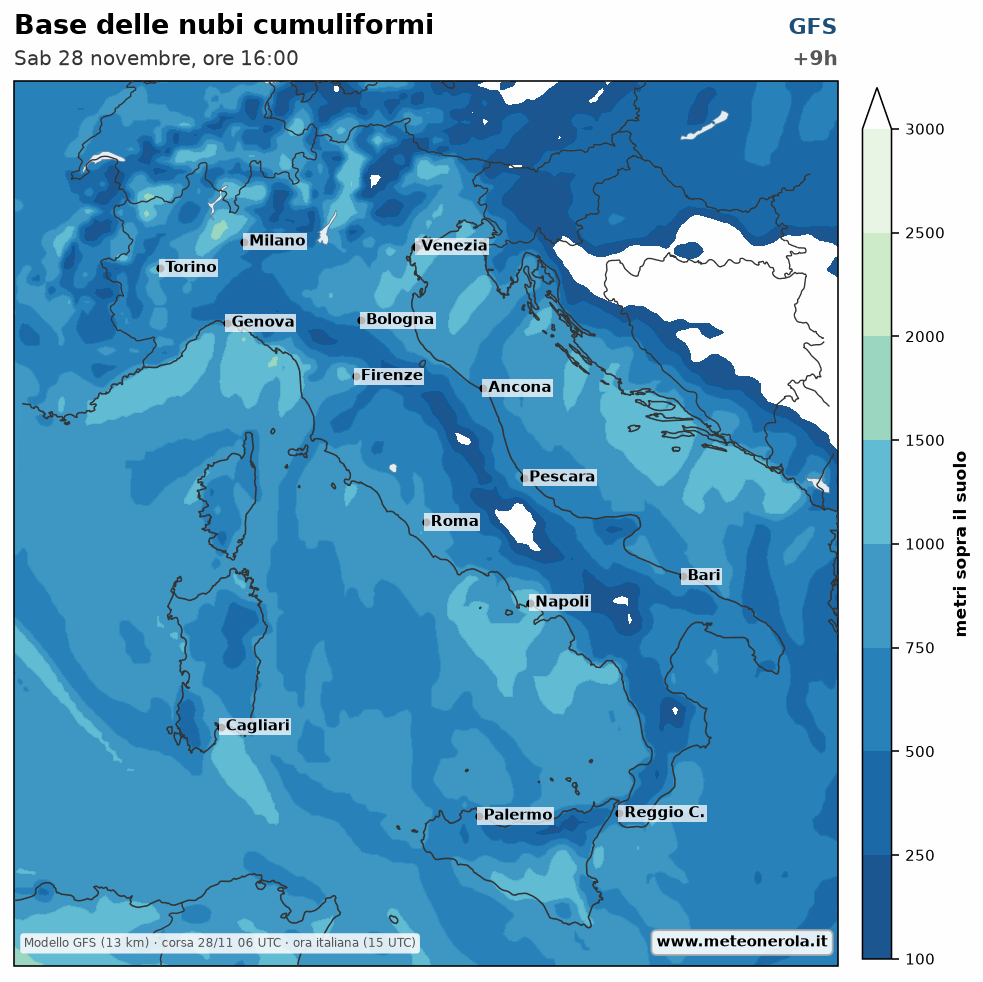 Base delle nubi cumuliformi
GFS
Sab 28 novembre, ore 16:00
+9h
3000
2500
2000
1500
1000
750
500
250
100
metri sopra il suolo
Milano
Venezia
Torino
Genova
Bologna
Firenze
Ancona
Pescara
Roma
Bari
Napoli
Cagliari
Palermo
Reggio C.
Modello GFS (13 km) · corsa 28/11 06 UTC · ora italiana (15 UTC)
www.meteonerola.it